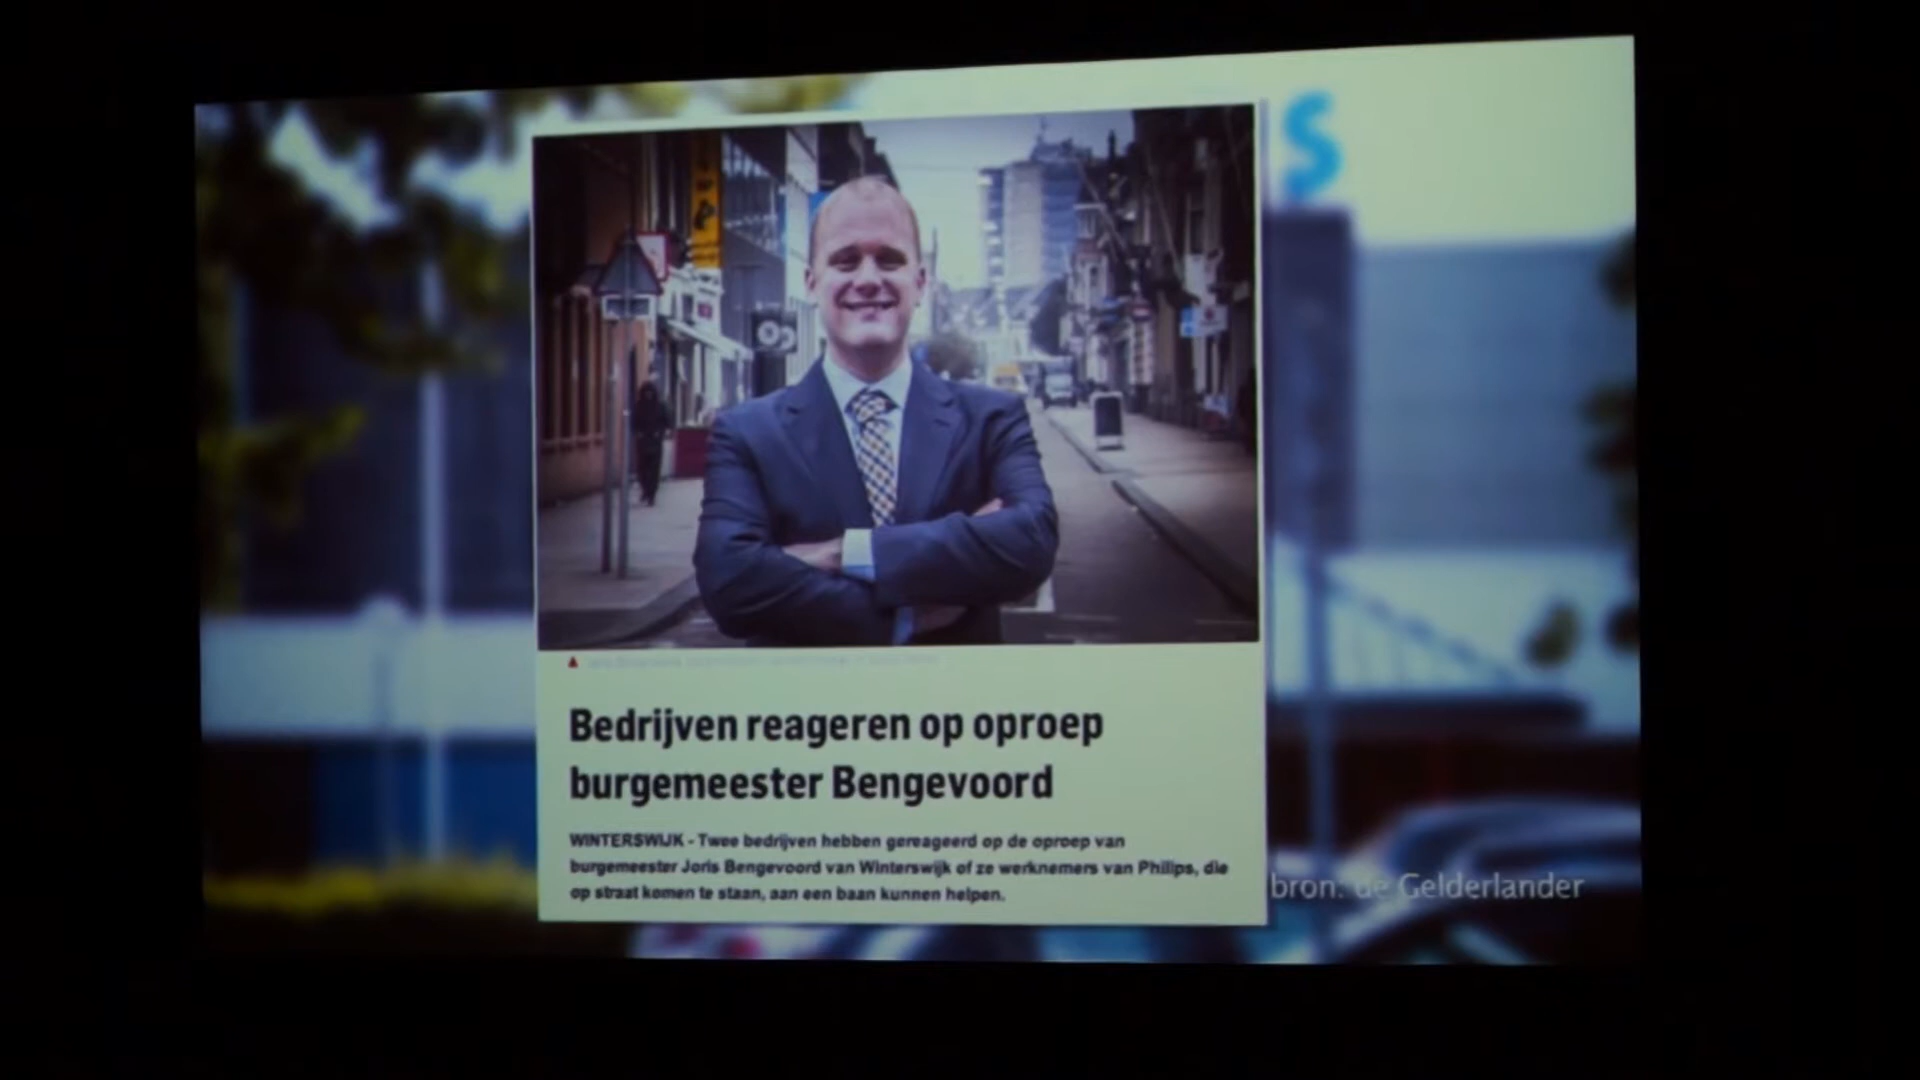 S
Bedrijven reageren op oproep
burgemeester Bengevoord
WINTERSWIJK - Twee bedrijven hebben gereageerd op de oproep van
burgemeester Joris Bengevoord van Winterswijk of ze werknemers van Philips, die
op straat komen te staan, aan een baan kunnen helpen.
bron: de Gelderlander